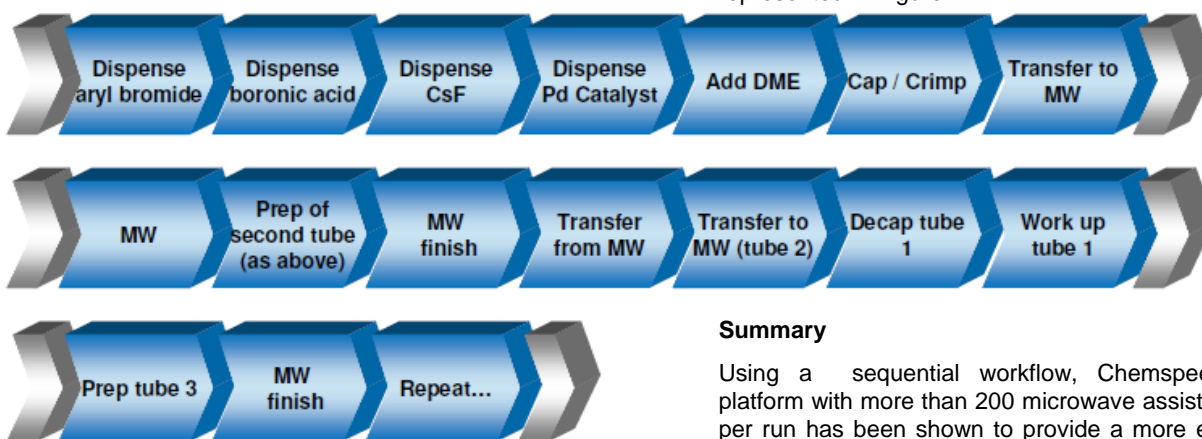 Dispense
aryl bromide
Dispense
boronic acid
Dispense
CsF
Dispense
Pd Catalyst
Add DME
Cap / Crimp
Transfer to
MW
MW
Prep of
second tube
(as above)
MW
finish
Transfer
from MW
Transfer to
MW (tube 2)
Decap tube
1
Work up
tube 1
Prep tube 3
MW
finish
Repeat...
Summary
Using a sequential workflow, Chemspee
platform with more than 200 microwave assist
per run has been shown to provide a more